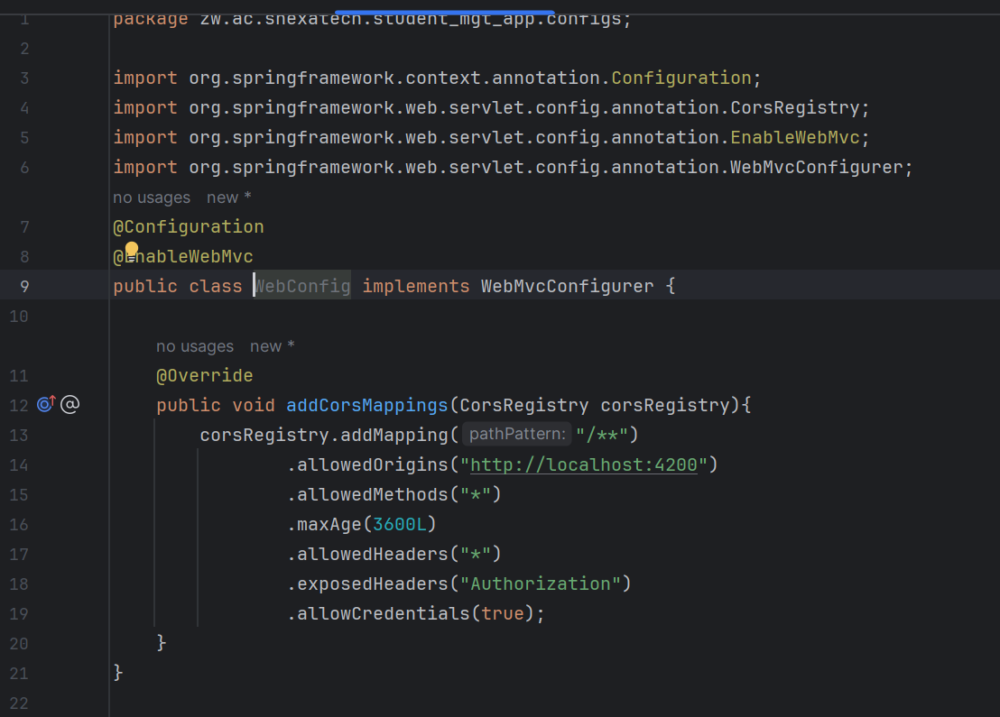 1 package zw.ac.shexatech.student_mgt_app.configs;
2
3 import org.springframework.context.annotation.Configuration;
4 import org.springframework.web.servlet.config.annotation.CorsRegistry;
5 import org.springframework.web.servlet.config.annotation.EnableWebMvc;
6 import org.springframework.web.servlet.config.annotation.WebMvcConfigurer;
no usages new *
7 @Configuration
8 @EnableWebMvc
9 public class WebConfig implements WebMvcConfigurer {
10
no usages new *
11 @Override
12 @ public void addCorsMappings(CorsRegistry corsRegistry){
13 corsRegistry.addMapping( pathPattern: "/**")
14 .allowedOrigins("http://localhost:4200")
15 .allowedMethods("*")
16 .maxAge(3600L)
17 .allowedHeaders("*")
18 .exposedHeaders("Authorization")
19 .allowCredentials(true);
20 }
21 }
22